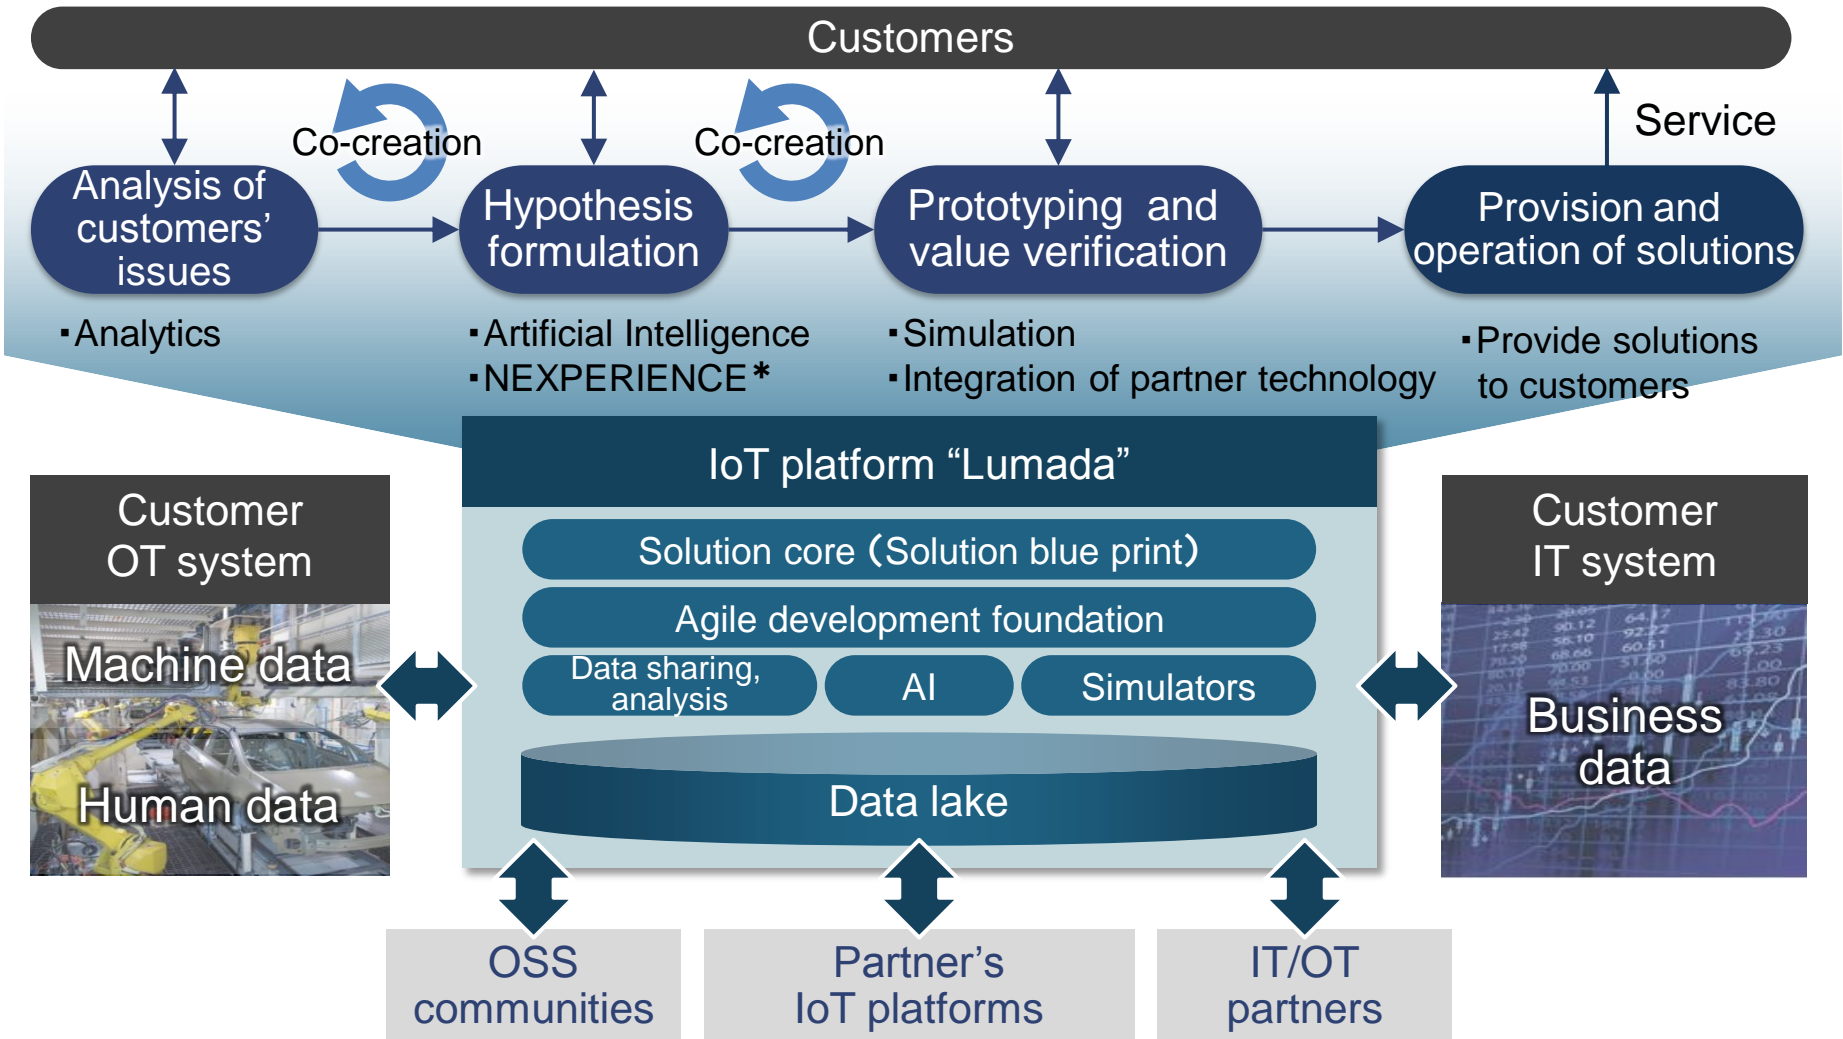 Customers
Co-creation
Co-creation
Service
Analysis of
customers’
issues
Hypothesis
formulation
Prototyping and
value verification
Provision and
operation of solutions
▪Analytics
▪Artificial Intelligence
▪NEXPERIENCE*
▪Simulation
▪Integration of partner technology
▪Provide solutions
to customers
IoT platform “Lumada”
Solution core (Solution blue print)
Agile development foundation
Data sharing,
analysis
AI
Simulators
Data lake
Customer
OT system
Machine data
Human data
Customer
IT system
Business
data
OSS
communities
Partner’s
IoT platforms
IT/OT
partners